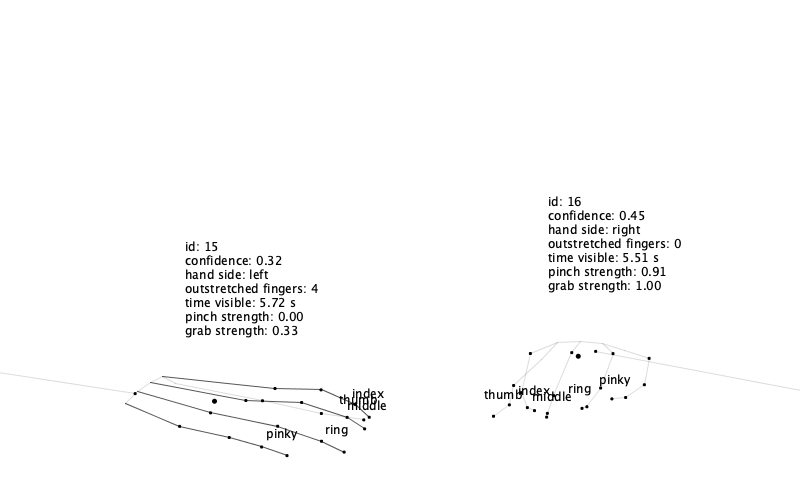 id: 16
confidence: 0.45
hand side: right
outstretched fingers: 0
time visible: 5.51 s
pinch strength: 0.91
grab strength: 1.00
id: 15
confidence: 0.32
hand side: left
outstretched fingers: 4
time visible: 5.72 s
pinch strength: 0.00
grab strength: 0.33
index
thumb
middle
ring
pinky
thumb
index
middle
ring
pinky